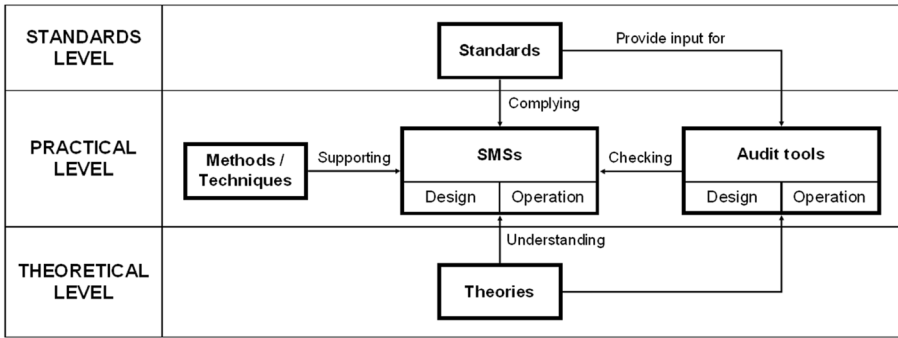 STANDARDS
LEVEL
Standards
Provide input for
Complying
PRACTICAL
LEVEL
Methods /
Techniques
Supporting
SMSs
Design
Operation
Checking
Audit tools
Design
Operation
Understanding
THEORETICAL
LEVEL
Theories